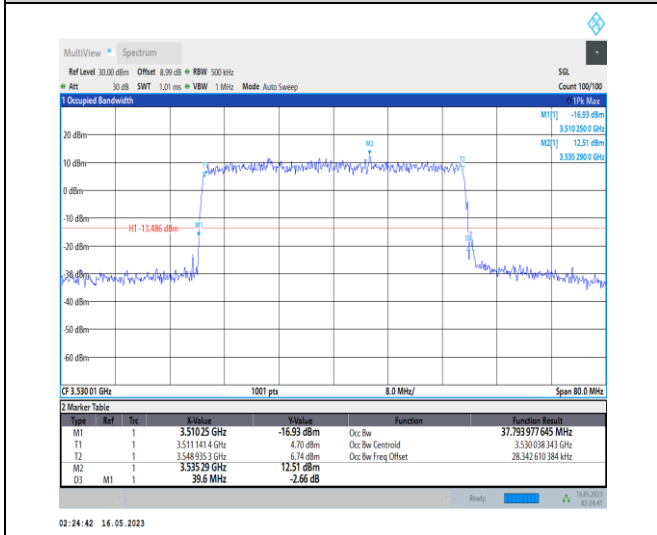 MultiView Spectrum
Ref Level 30.00 dBm Offset 8.99 dB RBW 500 kHz SGL
Att 30 dB SWT 1.01 ms VBW 1 MHz Mode Auto Sweep Count 100/100
1 Occupied Bandwidth 1Pk Max
M1[1] -16.93 dBm
3.510 250 0 GHz
M2[1] 12.51 dBm
3.535 290 0 GHz
20 dBm
M2
10 dBm
T2
0 dBm
-10 dBm
H1 -13.486 dBm
M1
-20 dBm
-30 dBm
-40 dBm
-50 dBm
-60 dBm
CF 3.530 01 GHz 1001 pts 8.0 MHz/ Span 80.0 MHz
2 Marker Table
Type Ref Trc X-Value Y-Value Function Function Result
M1 1 3.510 25 GHz -16.93 dBm Occ Bw 37.793 977 645 MHz
T1 1 3.511 141 4 GHz 4.70 dBm Occ Bw Centroid 3.530 038 343 GHz
T2 1 3.548 935 3 GHz 6.74 dBm Occ Bw Freq Offset 28.342 610 384 kHz
M2 1 3.535 29 GHz 12.51 dBm
D3 M1 1 39.6 MHz -2.66 dB
Ready 16.05.2023
02:24:41
02:24:42 16.05.2023